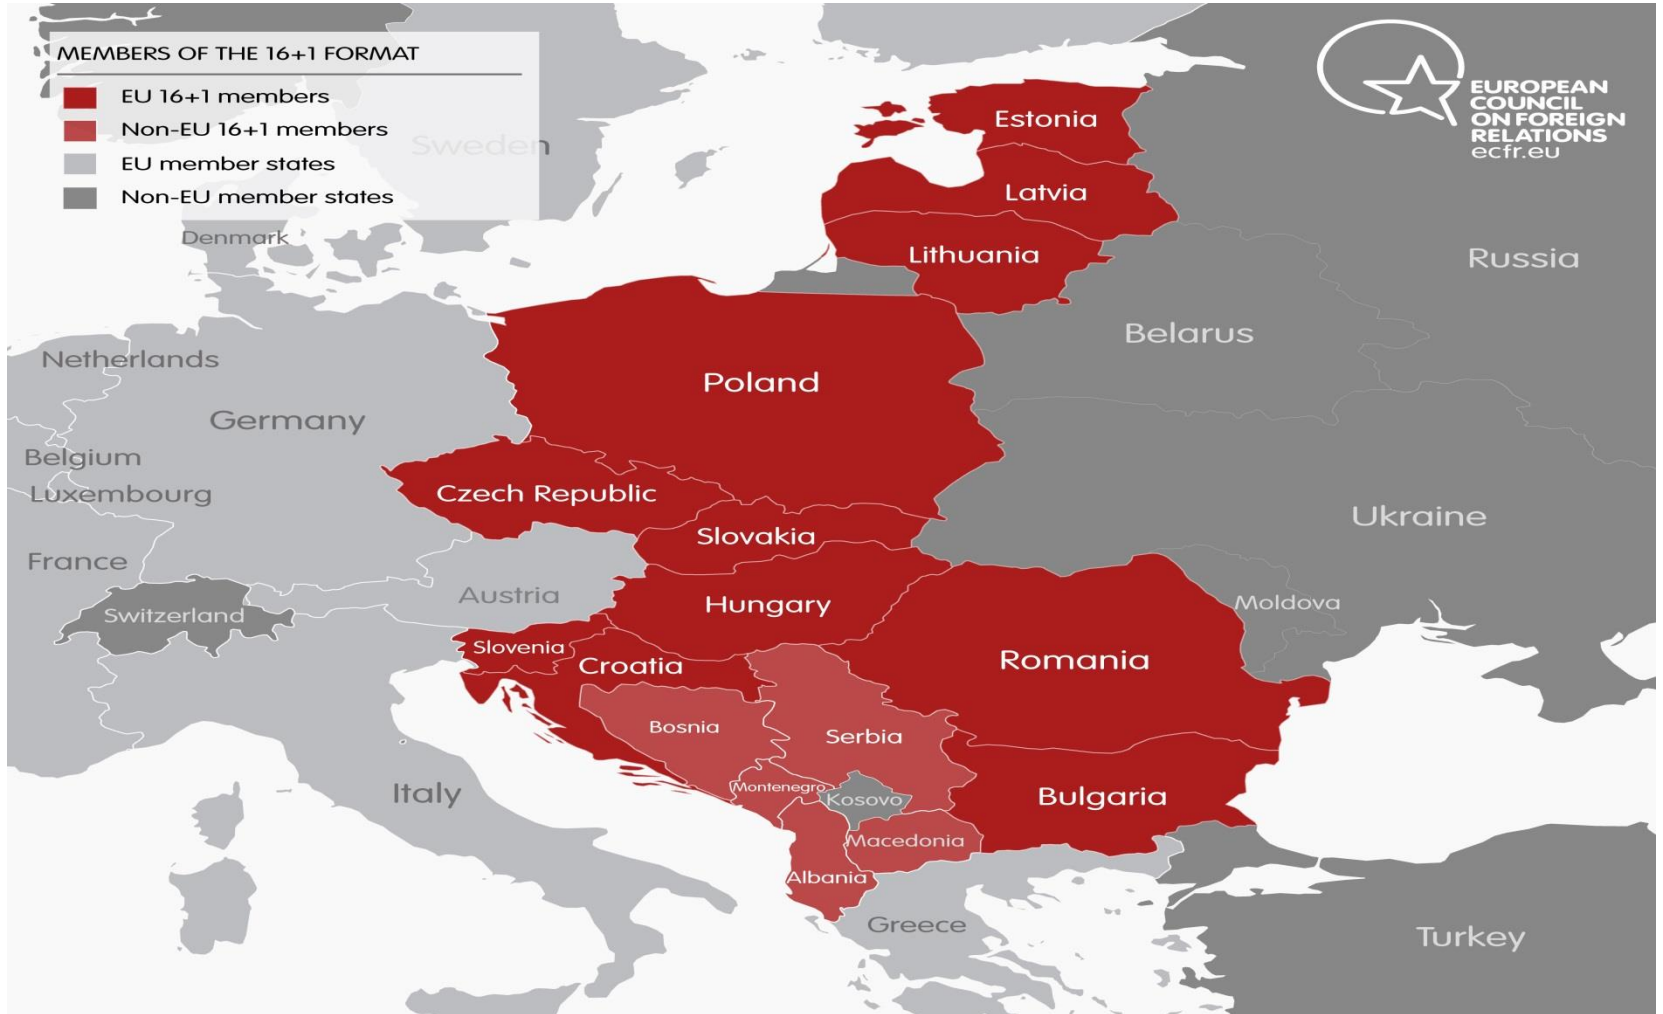 MEMBERS OF THE 16+1 FORMAT
EU 16+1 members
Non-EU 16+1 members
EU member states
Non-EU member states
EUROPEAN
COUNCIL
ON FOREIGN
RELATIONS
ecfr.eu
Sweden
Estonia
Latvia
Denmark
Lithuania
Russia
Belarus
Netherlands
Poland
Germany
Belgium
Luxembourg
Czech Republic
Ukraine
Slovakia
France
Austria
Hungary
Moldova
Switzerland
Slovenia
Croatia
Romania
Bosnia
Serbia
Italy
Montenegro
Kosovo
Bulgaria
Macedonia
Albania
Greece
Turkey